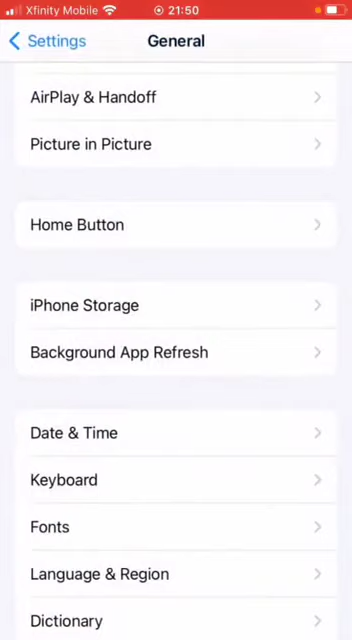 Xfinity Mobile 21:50
Settings General
AirPlay & Handoff
Picture in Picture
Home Button
iPhone Storage
Background App Refresh
Date & Time
Keyboard
Fonts
Language & Region
Dictionary